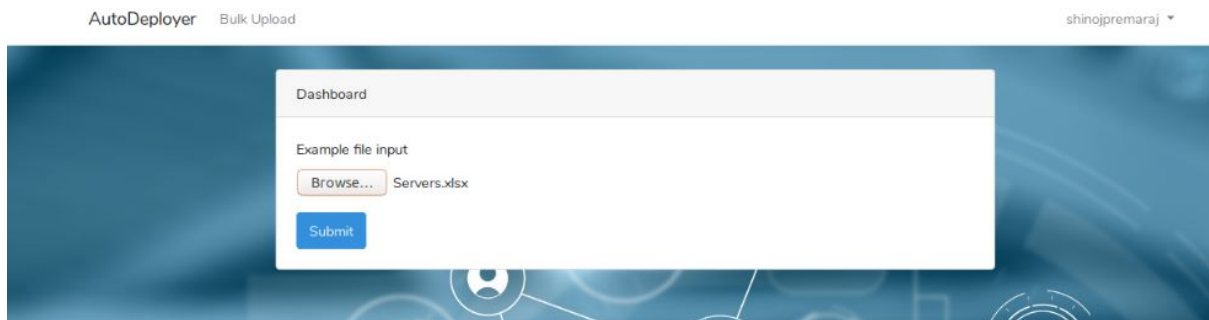 AutoDeployer Bulk Upload shinojpremaraj
Dashboard
Example file input
Browse... Servers.xlsx
Submit